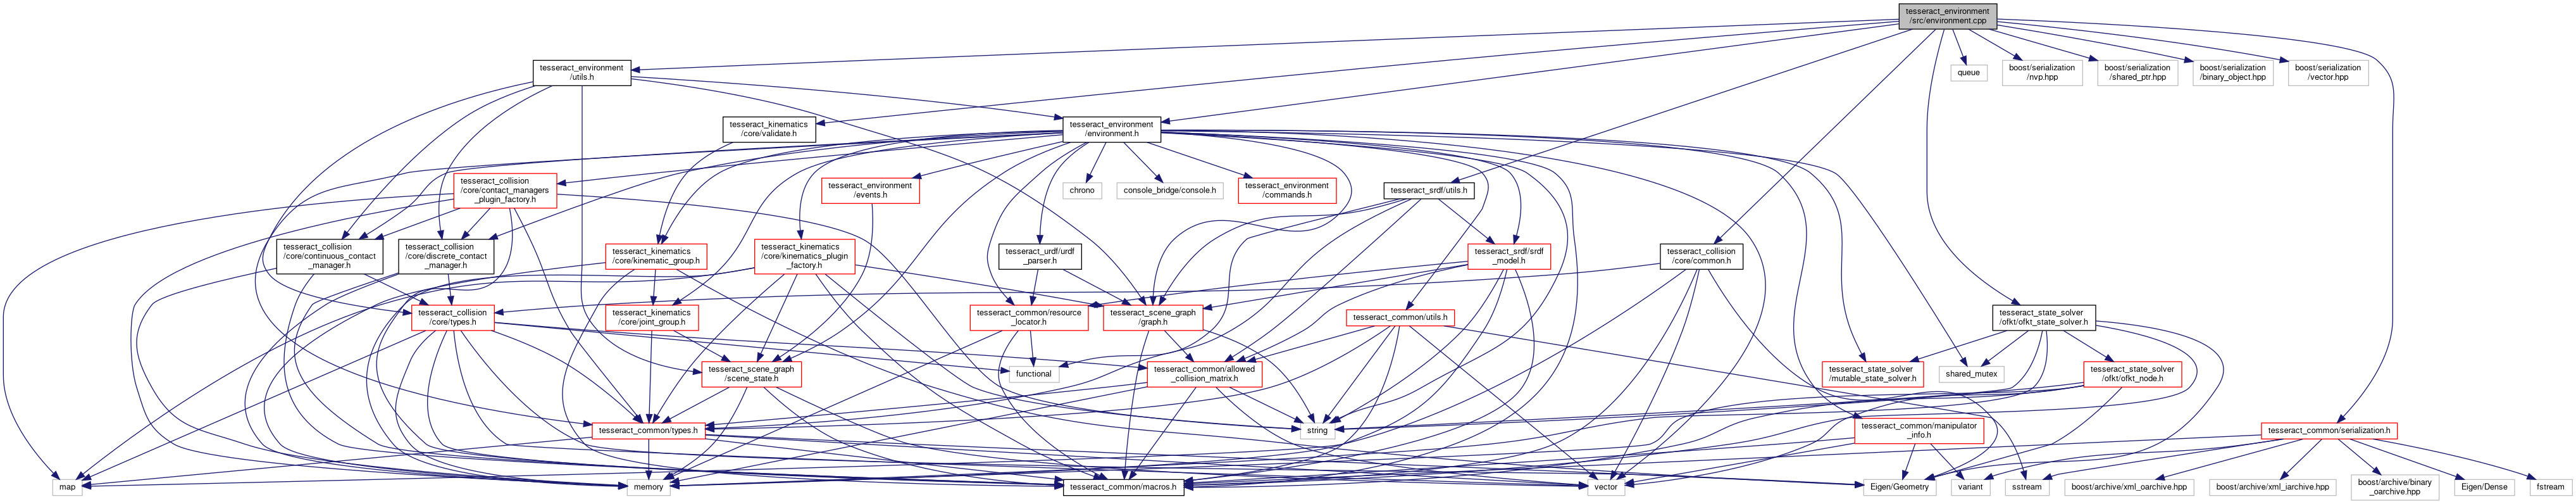 tesseract_environment
/src/environment.cpp
tesseract_environment
/utils.h
queue
boost/serialization
/nvp.hpp
boost/serialization
/shared_ptr.hpp
boost/serialization
/binary_object.hpp
boost/serialization
/vector.hpp
tesseract_kinematics
/core/validate.h
tesseract_environment
/environment.h
tesseract_collision
/core/contact_managers
_plugin_factory.h
tesseract_environment
/events.h
chrono
console_bridge/console.h
tesseract_environment
/commands.h
tesseract_srdf/utils.h
tesseract_collision
/core/continuous_contact
_manager.h
tesseract_collision
/core/discrete_contact
_manager.h
tesseract_kinematics
/core/kinematic_group.h
tesseract_kinematics
/core/kinematics_plugin
_factory.h
tesseract_urdf/urdf
_parser.h
tesseract_srdf/srdf
_model.h
tesseract_collision
/core/common.h
tesseract_collision
/core/types.h
tesseract_kinematics
/core/joint_group.h
tesseract_common/resource
_locator.h
tesseract_scene_graph
/graph.h
tesseract_common/utils.h
tesseract_state_solver
/ofkt/ofkt_state_solver.h
tesseract_scene_graph
/scene_state.h
functional
tesseract_common/allowed
_collision_matrix.h
tesseract_state_solver
/mutable_state_solver.h
shared_mutex
tesseract_state_solver
/ofkt/ofkt_node.h
tesseract_common/types.h
string
tesseract_common/manipulator
_info.h
tesseract_common/serialization.h
map
memory
tesseract_common/macros.h
vector
Eigen/Geometry
variant
sstream
boost/archive/xml_oarchive.hpp
boost/archive/xml_iarchive.hpp
boost/archive/binary
_oarchive.hpp
Eigen/Dense
fstream